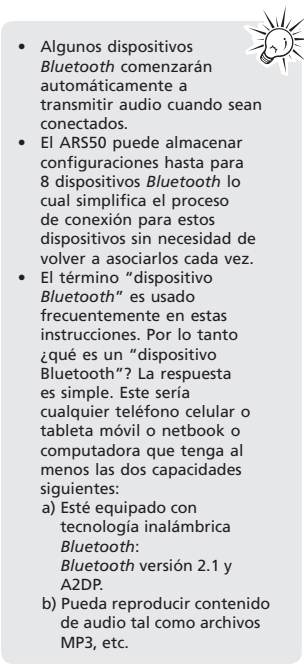 • Algunos dispositivos
Bluetooth comenzarán
automáticamente a
transmitir audio cuando sean
conectados.
• El ARS50 puede almacenar
configuraciones hasta para
8 dispositivos Bluetooth lo
cual simplifica el proceso
de conexión para estos
dispositivos sin necesidad de
volver a asociarlos cada vez.
• El término “dispositivo
Bluetooth” es usado
frecuentemente en estas
instrucciones. Por lo tanto
¿qué es un “dispositivo
Bluetooth”? La respuesta
es simple. Este sería
cualquier teléfono celular o
tableta móvil o netbook o
computadora que tenga al
menos las dos capacidades
siguientes:
a) Esté equipado con
tecnología inalámbrica
Bluetooth:
Bluetooth versión 2.1 y
A2DP.
b) Pueda reproducir contenido
de audio tal como archivos
MP3, etc.